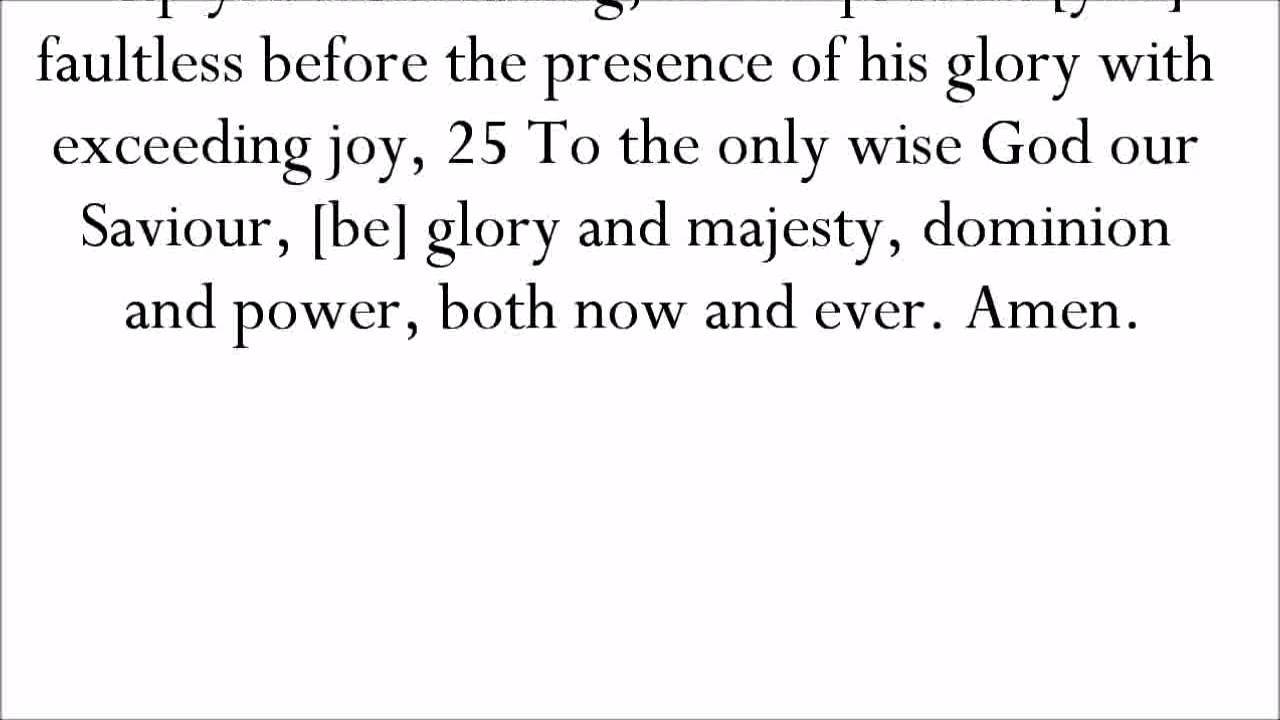 faultless before the presence of his glory with
exceeding joy, 25 To the only wise God our
Saviour, [be] glory and majesty, dominion
and power, both now and ever. Amen.